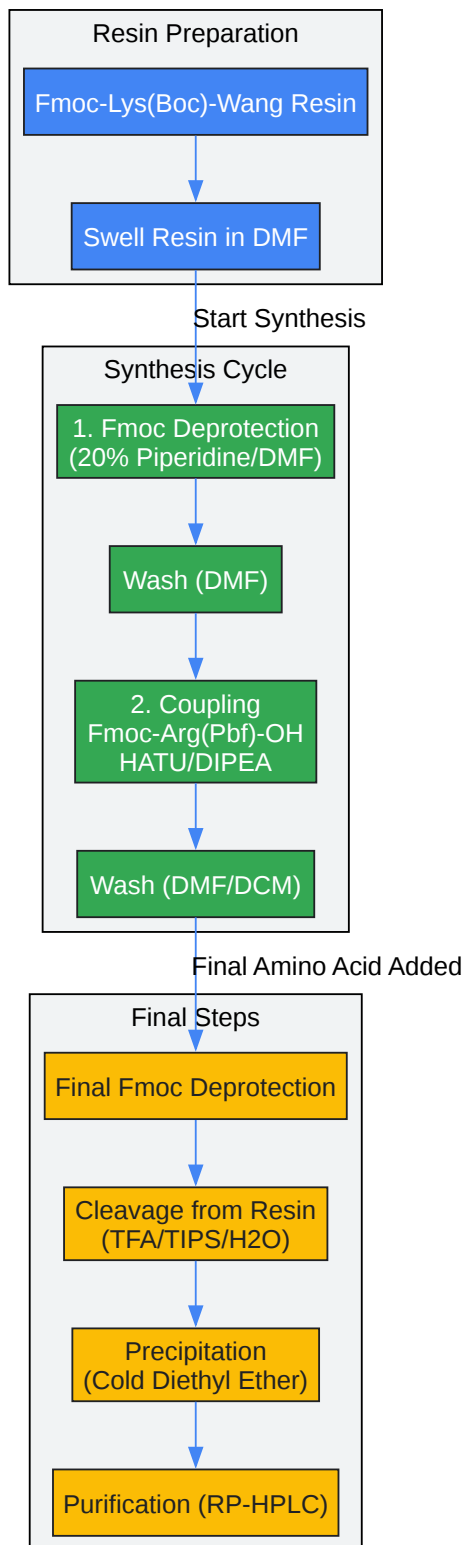 Resin Preparation
Fmoc-Lys(Boc)-Wang Resin
Swell Resin in DMF
Start Synthesis
Synthesis Cycle
1. Fmoc Deprotection
(20% Piperidine/DMF)
Wash (DMF)
2. Coupling
Fmoc-Arg(Pbf)-OH
HATU/DIPEA
Wash (DMF/DCM)
Final Amino Acid Added
Final Steps
Final Fmoc Deprotection
Cleavage from Resin
(TFA/TIPS/H2O)
Precipitation
(Cold Diethyl Ether)
Purification (RP-HPLC)